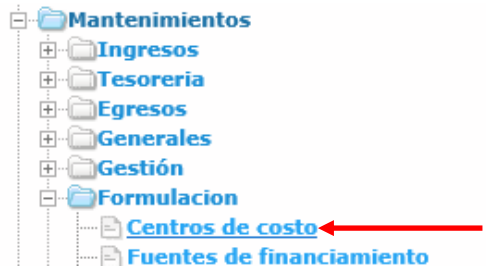 Mantenimientos
Ingresos
Tesoreria
Egresos
Generales
Gestión
Formulacion
Centros de costo
Fuentes de financiamiento